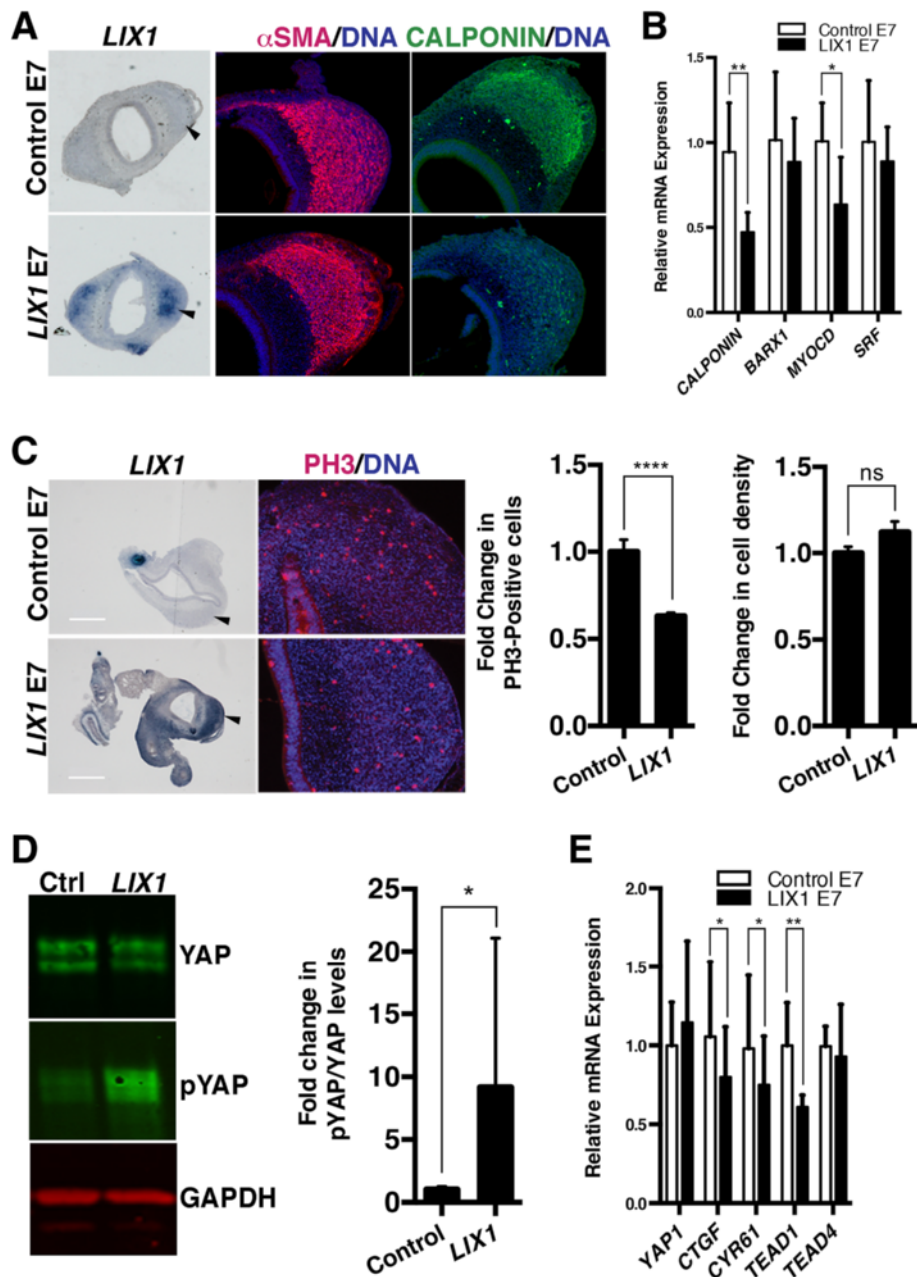 A
LIX1
αSMA/DNA CALPONIN/DNA
Control E7
LIX1 E7
B
Control E7
LIX1 E7
Relative mRNA Expression
1.5
1.0
0.5
0.0
**
*
CALPONIN
BARX1
MYOCD
SRF
C
LIX1
PH3/DNA
Control E7
LIX1 E7
Fold Change in
PH3-Positive cells
1.5
1.0
0.5
0.0
****
Control
LIX1
Fold Change in cell density
1.5
1.0
0.5
0.0
ns
Control
LIX1
D
Ctrl LIX1
YAP
pYAP
GAPDH
Fold change in
pYAP/YAP levels
25
20
15
10
5
0
*
Control
LIX1
E
Control E7
LIX1 E7
Relative mRNA Expression
2.0
1.5
1.0
0.5
0.0
*
*
**
YAP1
CTGF
CYR61
TEAD1
TEAD4